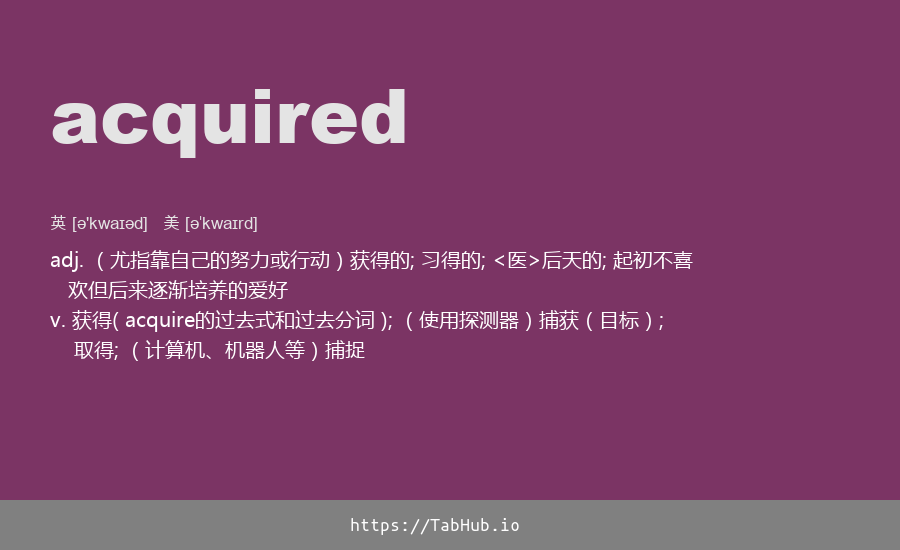 acquired
英 [ə'kwaɪəd] 美 [ə'kwaɪrd]
adj. （尤指靠自己的努力或行动）获得的; 习得的; <医>后天的; 起初不喜
欢但后来逐渐培养的爱好
v. 获得( acquire的过去式和过去分词 ); （使用探测器）捕获（目标）;
取得; （计算机、机器人等）捕捉
https://TabHub.io